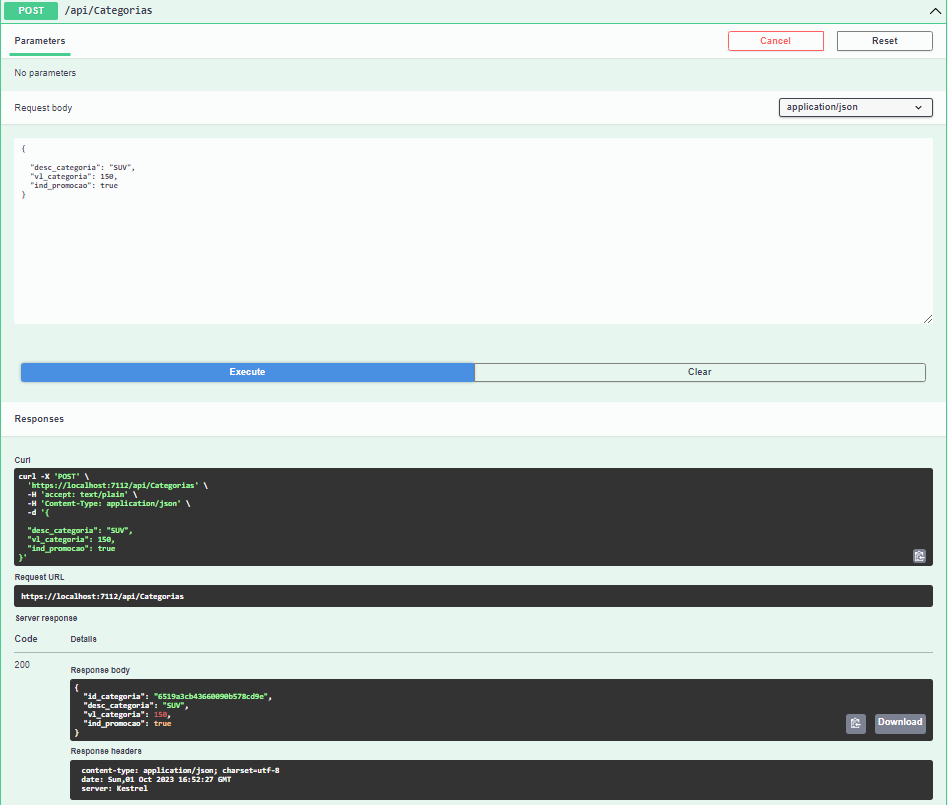 POST /api/Categorias
Parameters
Cancel
Reset
No parameters
Request body
application/json
{
"desc_categoria": "SUV",
"vl_categoria": 150,
"ind_promocao": true
}
Execute
Clear
Responses
Curl
curl -X 'POST' \
'https://localhost:7112/api/Categorias' \
-H 'accept: text/plain' \
-H 'Content-Type: application/json' \
-d '{
"desc_categoria": "SUV",
"vl_categoria": 150,
"ind_promocao": true
}'
Request URL
https://localhost:7112/api/Categorias
Server response
Code Details
200
Response body
{
"id_categoria": "6519a3cb43660090b578cd9e",
"desc_categoria": "SUV",
"vl_categoria": 150,
"ind_promocao": true
}
Download
Response headers
content-type: application/json; charset=utf-8
date: Sun,01 Oct 2023 16:52:27 GMT
server: Kestrel